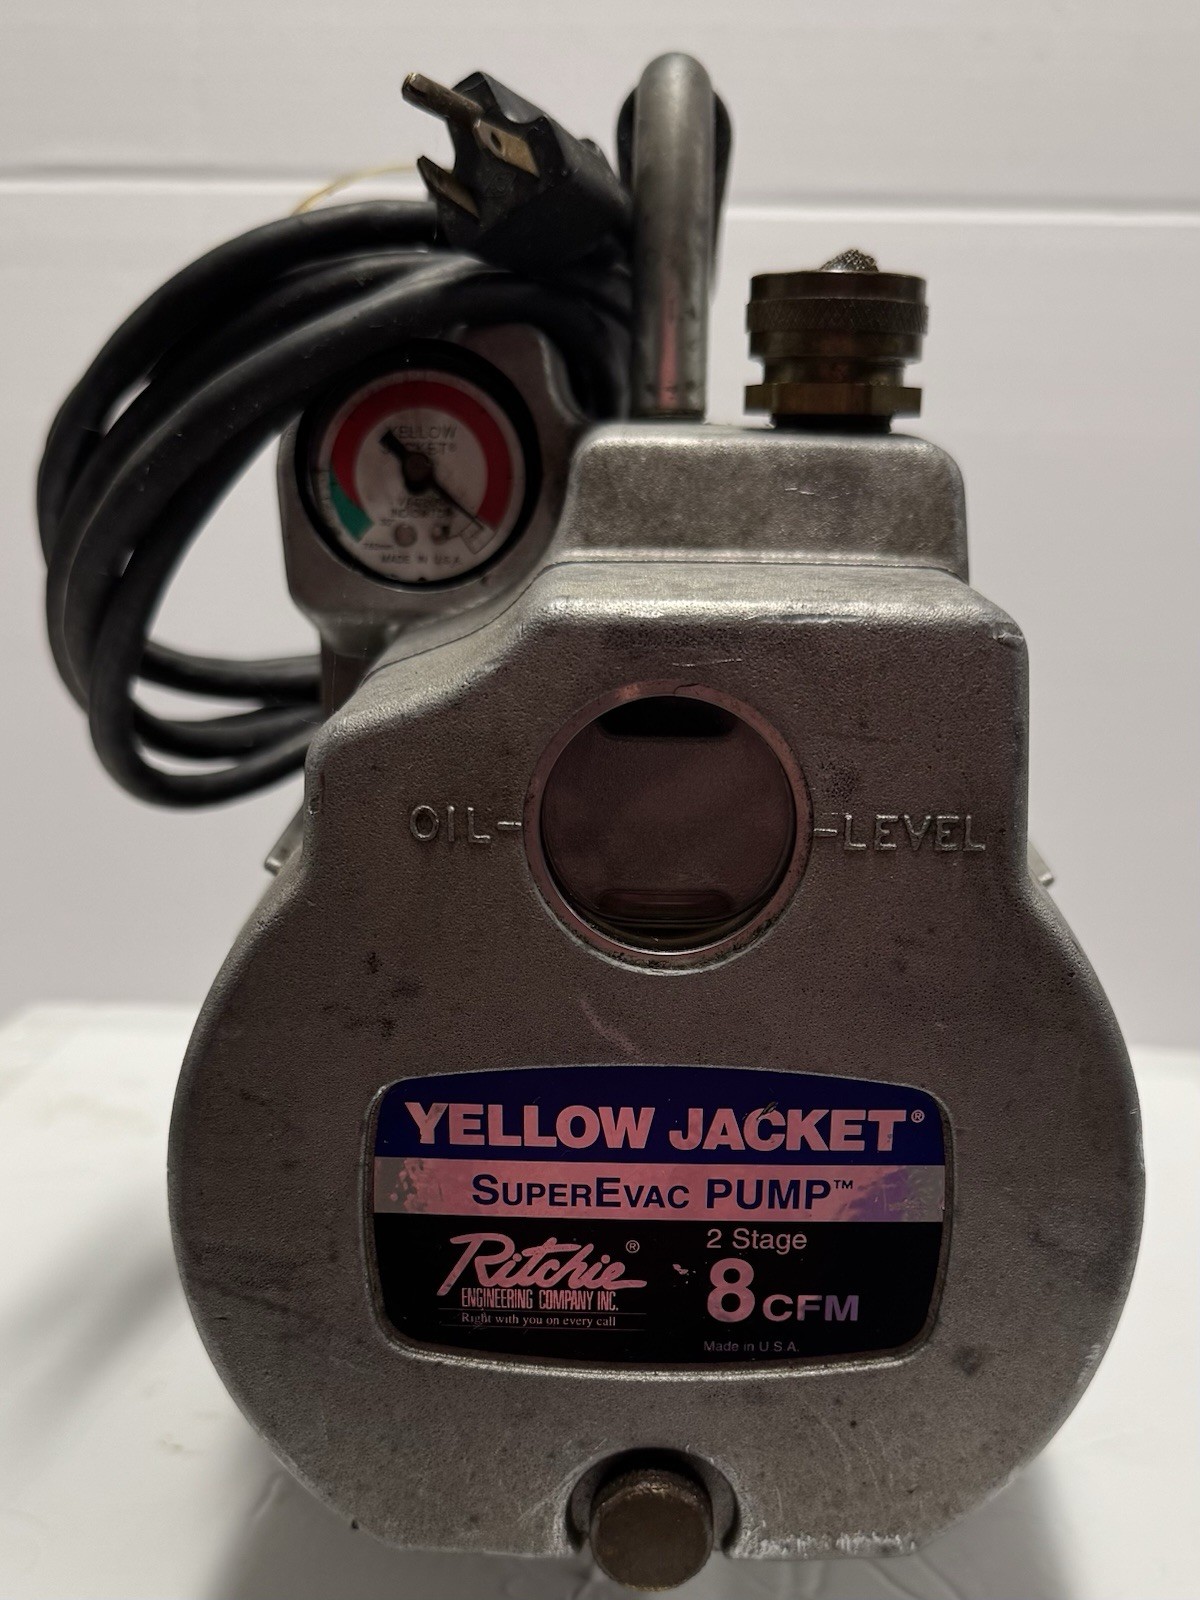 YELLOW
JACKET®
MADE IN U.S.A.
OIL- -LEVEL
YELLOW JACKET®
SUPEREVAC PUMP™
Ritchie®
ENGINEERING COMPANY INC.
Right with you on every call
2 Stage
8 CFM
Made in U.S.A.